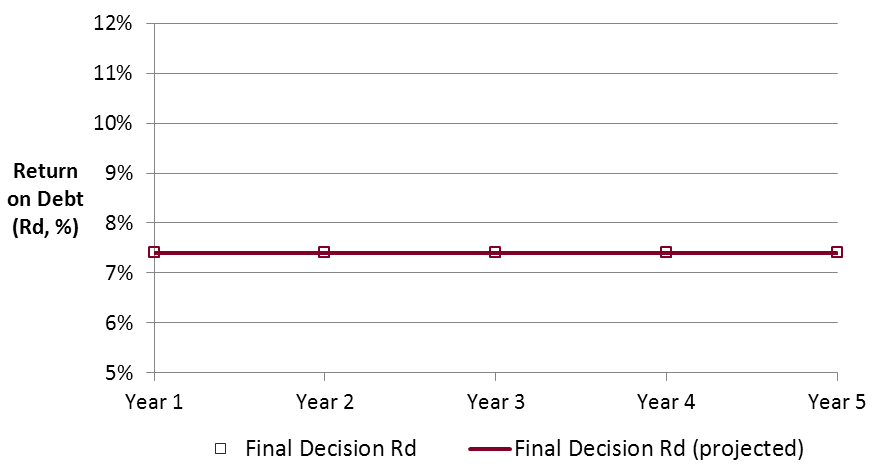 12%
11%
10%
9%
8%
7%
6%
5%
Return
on Debt
(Rd, %)
Year 1 Year 2 Year 3 Year 4 Year 5
Final Decision Rd Final Decision Rd (projected)